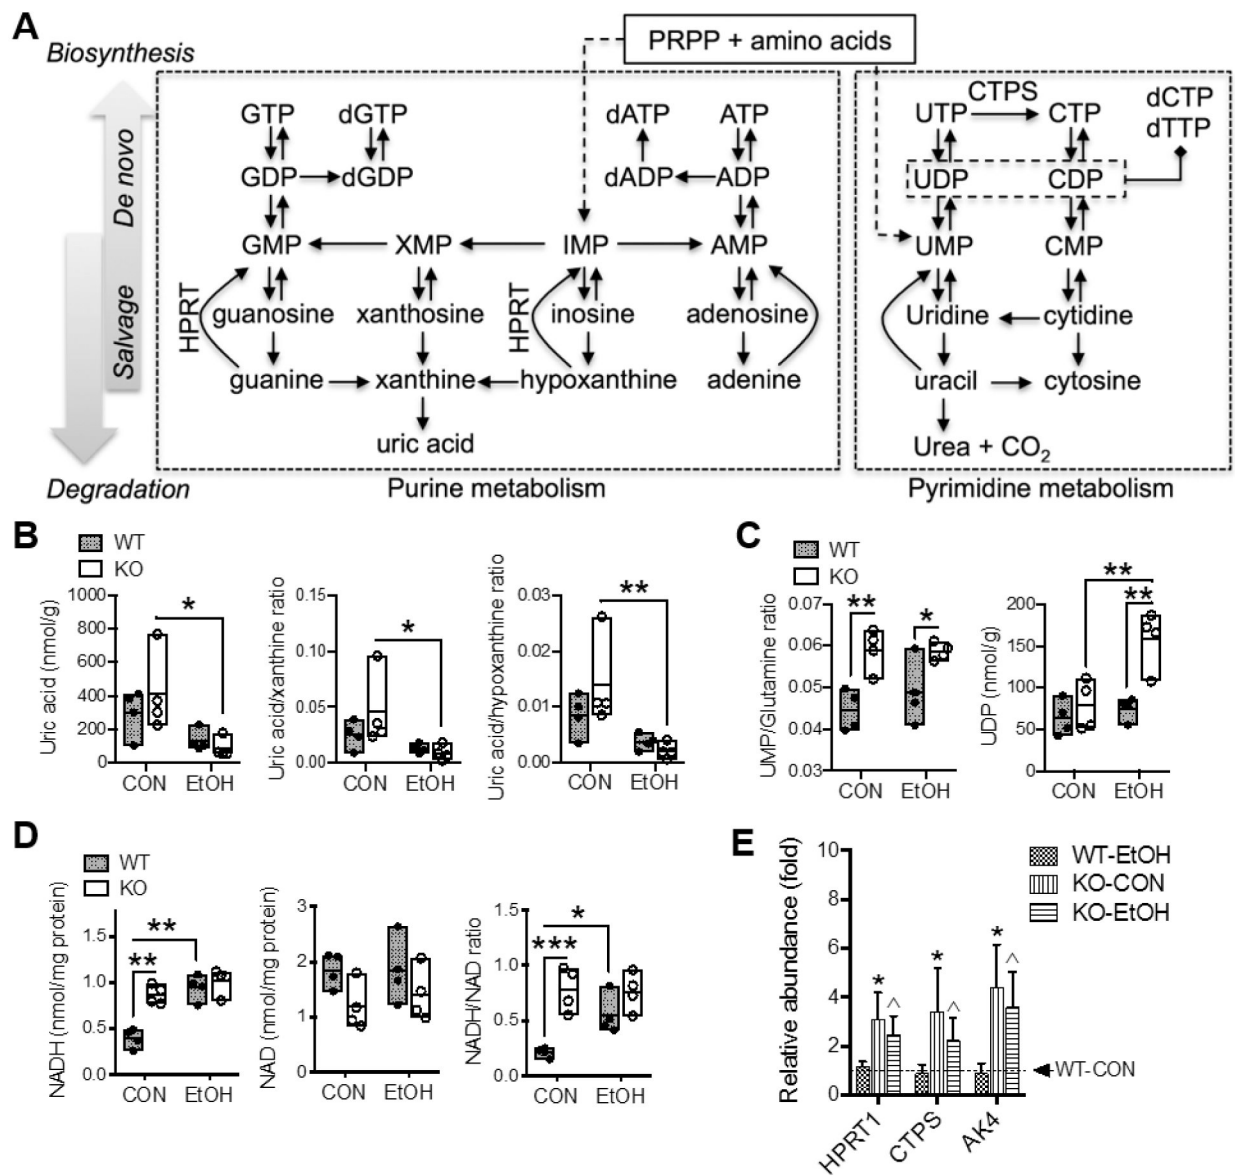 A
Biosynthesis
De novo
Salvage
Degradation
PRPP + amino acids
GTP dGTP dATP ATP
GDP dGDP dADP ADP
GMP XMP IMP AMP
HPRT
guanosine xanthosine inosine adenosine
HPRT
guanine xanthine hypoxanthine adenine
uric acid
Purine metabolism
CTPS
UTP CTP
dCTP
dTTP
UDP CDP
UMP CMP
Uridine cytidine
uracil cytosine
Urea + CO₂
Pyrimidine metabolism
B
WT
KO
Uric acid (nmol/g)
1000
800
600
400
200
0
*
CON EtOH
Uric acid/xanthine ratio
0.15
0.10
0.05
0.00
*
CON EtOH
Uric acid/hypoxanthine ratio
0.03
0.02
0.01
0.00
**
CON EtOH
C
WT
KO
UMP/Glutamine ratio
0.07
0.06
0.05
0.04
0.03
** *
CON EtOH
UDP (nmol/g)
200
150
100
50
0
**
**
CON EtOH
D
WT
KO
NADH (nmol/mg protein)
1.5
1.0
0.5
0.0
**
**
CON EtOH
NAD (nmol/mg protein)
3
2
1
0
CON EtOH
NADH/NAD ratio
1.5
1.0
0.5
0.0
*
***
CON EtOH
E
Relative abundance (fold)
10
8
6
4
2
0
* ^ * ^ * ^
WT-EtOH
KO-CON
KO-EtOH
WT-CON
HPRT1
CTPS
AK4